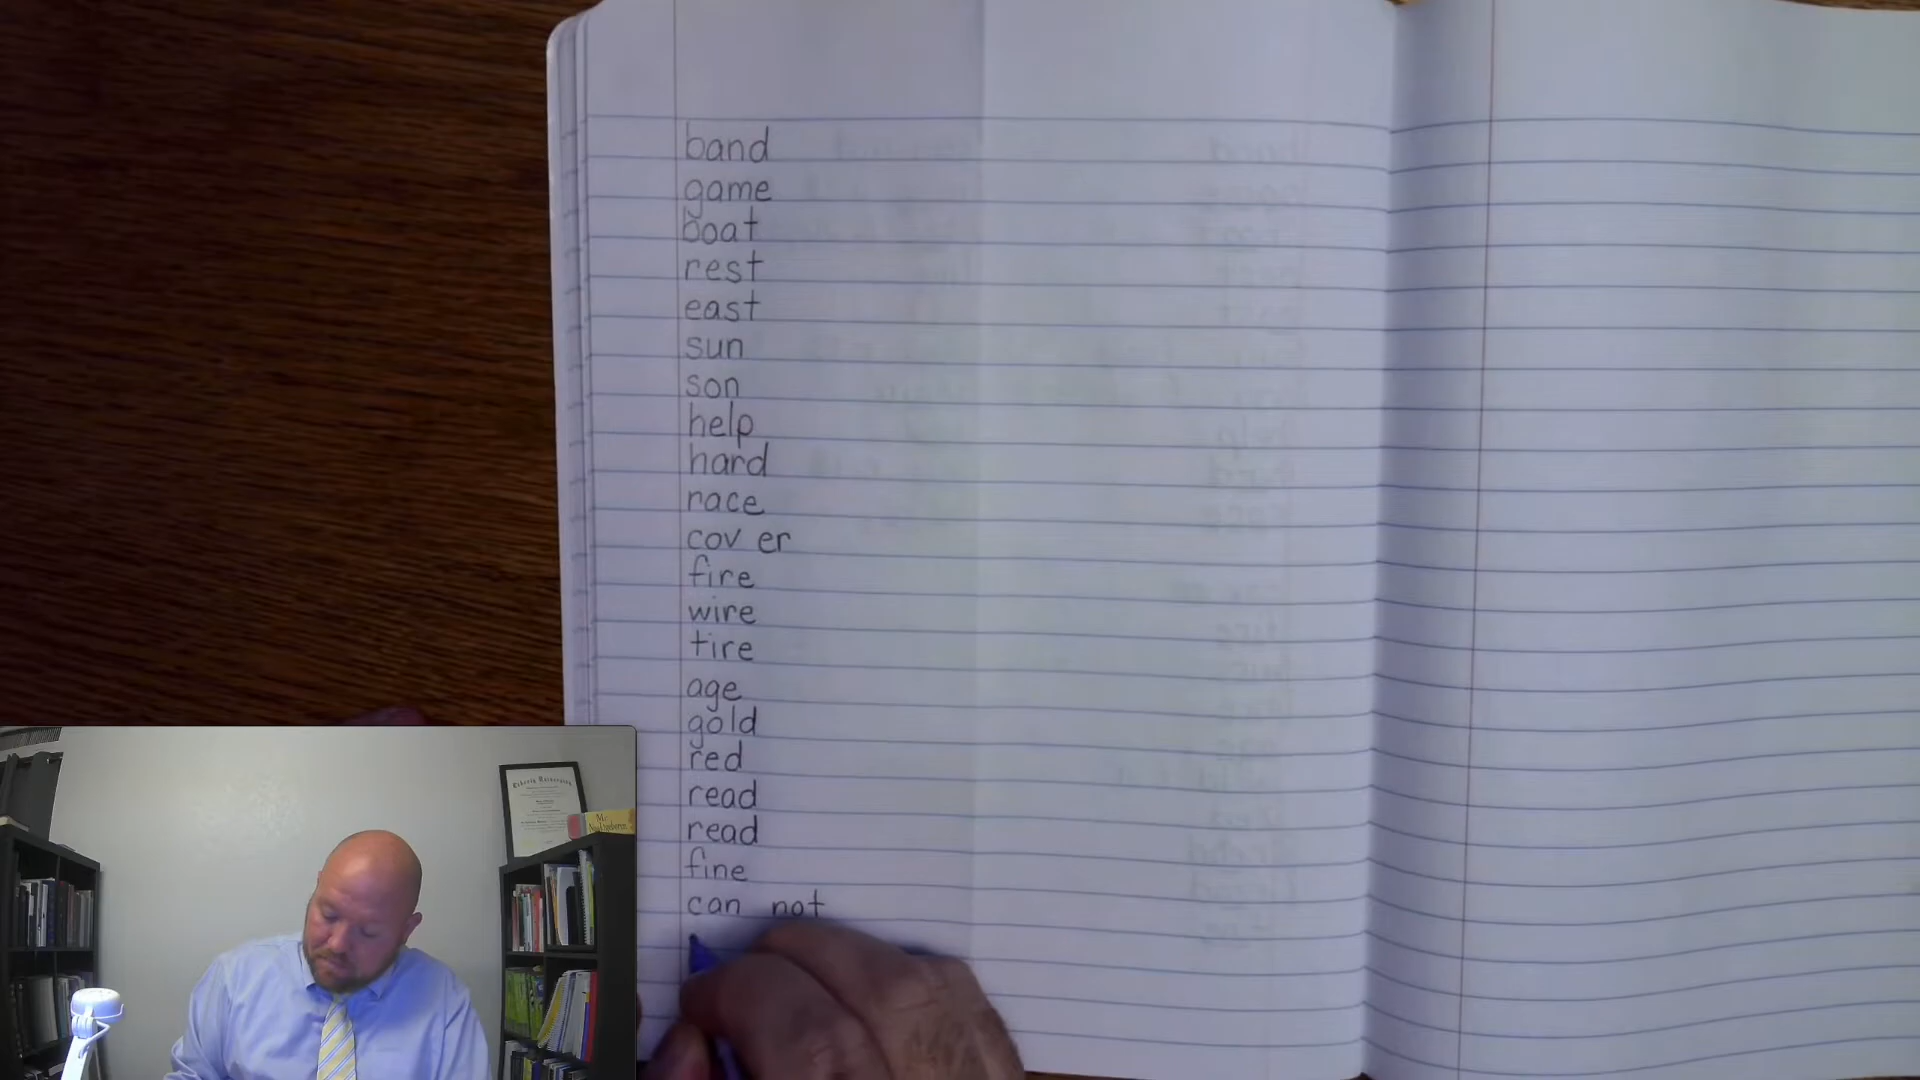 band
game
boat
rest
east
sun
son
help
hard
race
cov er
fire
wire
tire
age
gold
red
read
read
fine
can not